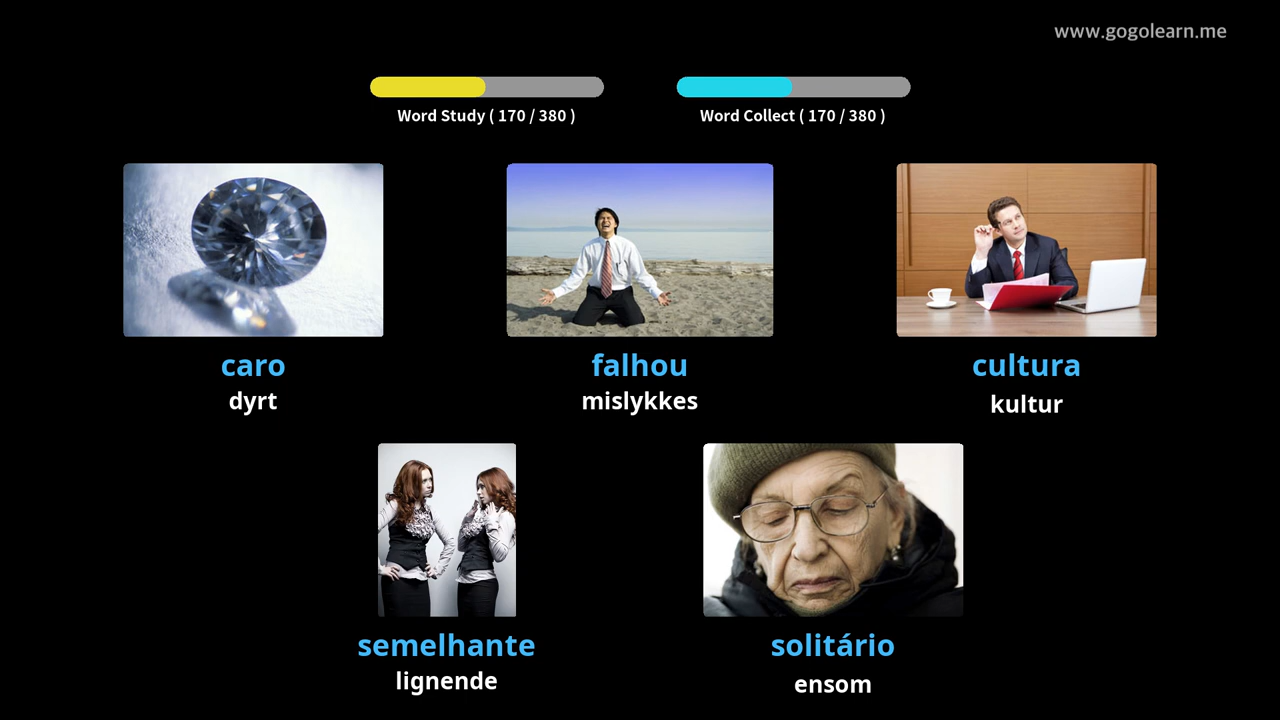 www.gogolearn.me
Word Study ( 170 / 380 )
Word Collect ( 170 / 380 )
caro
dyrt
falhou
mislykkes
cultura
kultur
semelhante
lignende
solitário
ensom